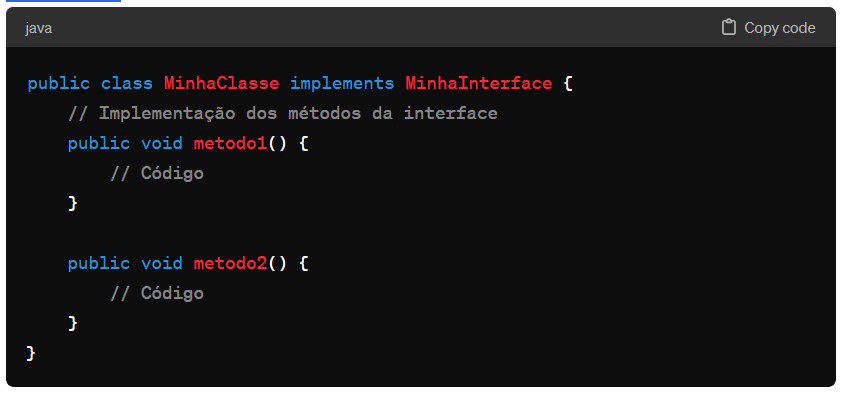 java
Copy code
public class MinhaClasse implements MinhaInterface {
    // Implementação dos métodos da interface
    public void metodo1() {
        // Código
    }

    public void metodo2() {
        // Código
    }
}